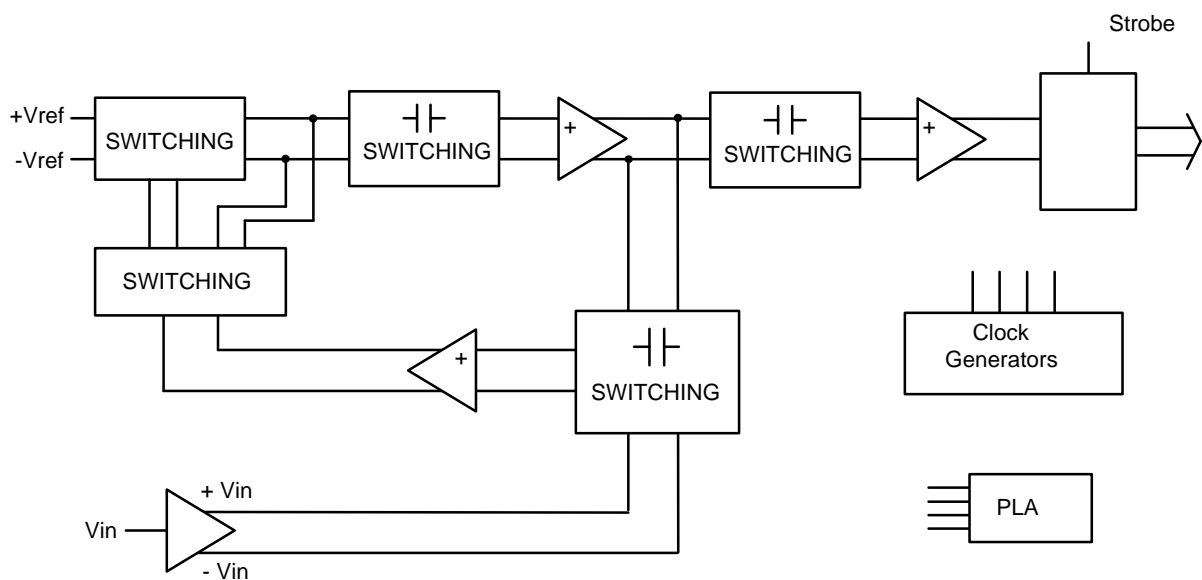 Strobe
+Vref
-Vref
SWITCHING
SWITCHING
+
SWITCHING
+
SWITCHING
+
SWITCHING
Clock
Generators
+ Vin
Vin
- Vin
PLA